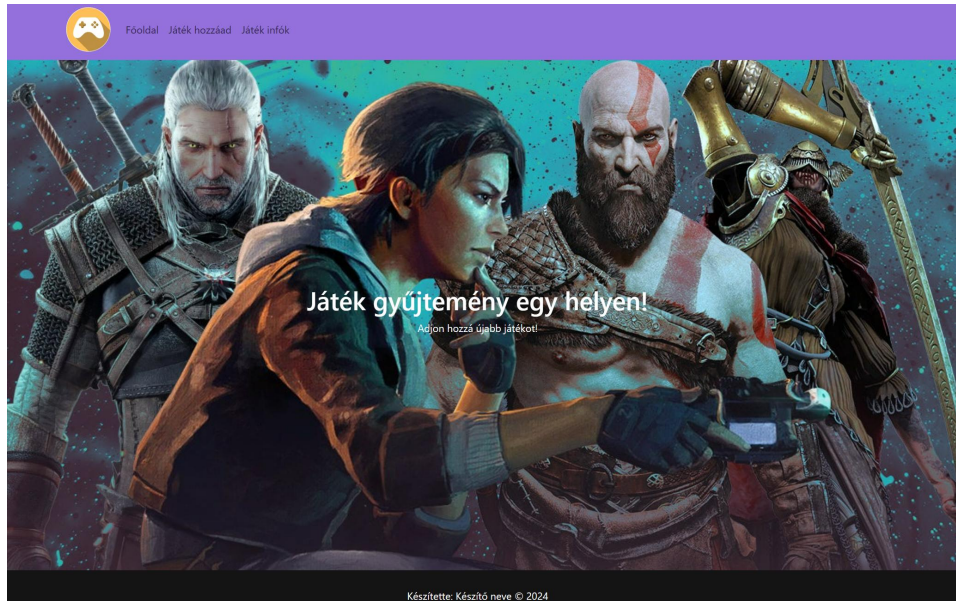 Főoldal Játék hozzáad Játék infók
Játék gyűjtemény egy helyen!
Adjon hozzá újabb játékot!
Készítette: Készítő neve © 2024